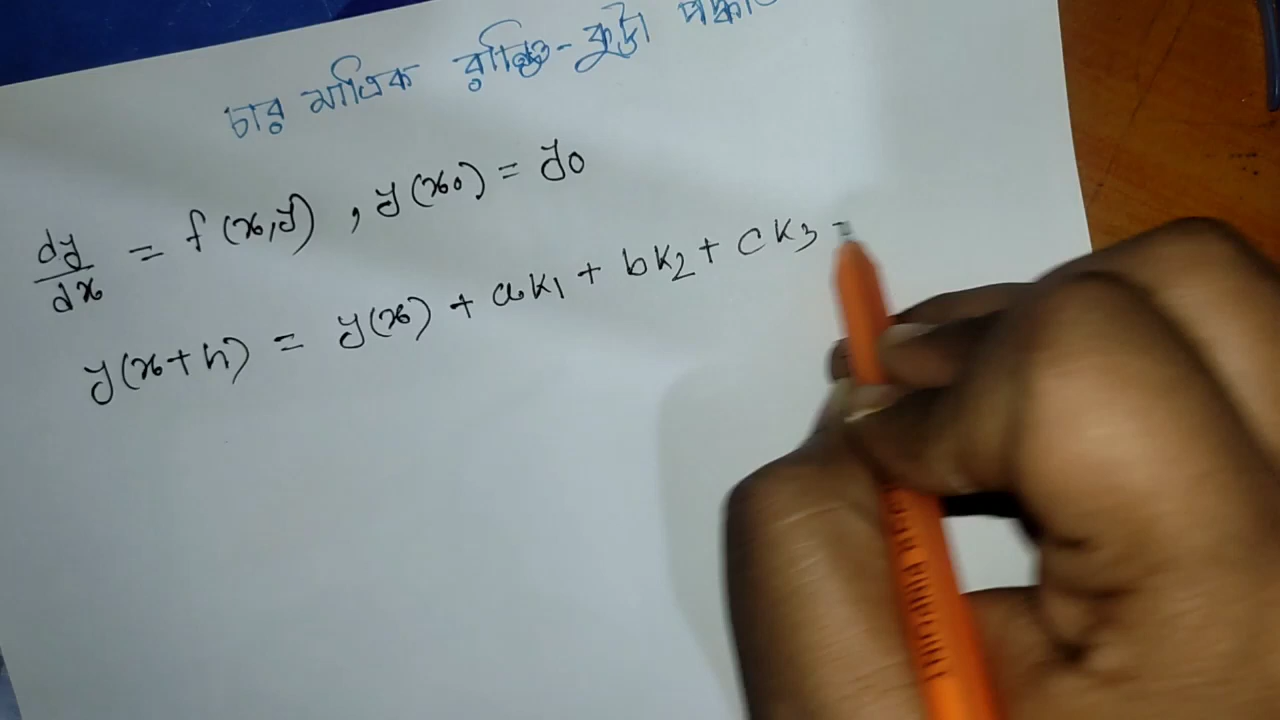 চার মাত্রিক রুঞ্জি-কুট্টা
dy/dx = f(x,y) , y(x0) = y0
y(x+h) = y(x) + ak1 + bk2 + ck3